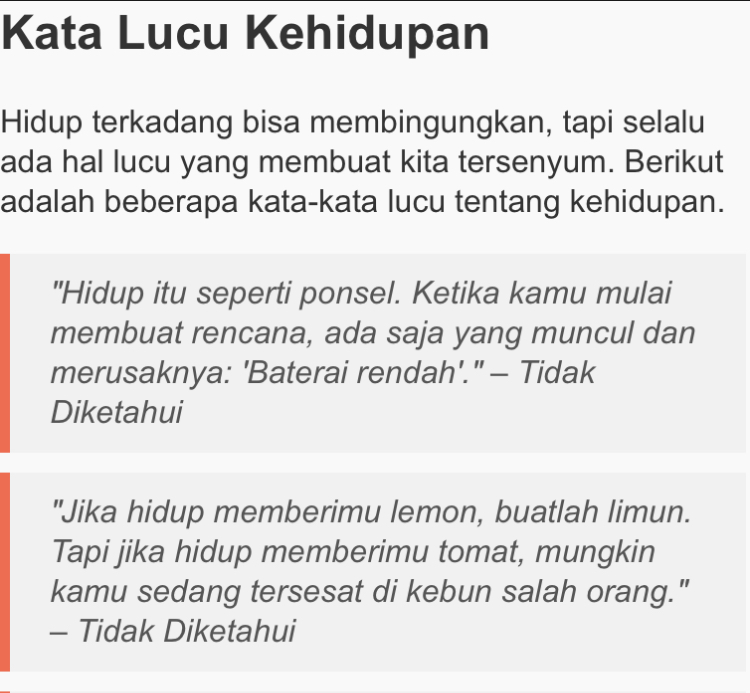 Kata Lucu Kehidupan
Hidup terkadang bisa membingungkan, tapi selalu
ada hal lucu yang membuat kita tersenyum. Berikut
adalah beberapa kata-kata lucu tentang kehidupan.
"Hidup itu seperti ponsel. Ketika kamu mulai
membuat rencana, ada saja yang muncul dan
merusaknya: 'Baterai rendah'." – Tidak
Diketahui
"Jika hidup memberimu lemon, buatlah limun.
Tapi jika hidup memberimu tomat, mungkin
kamu sedang tersesat di kebun salah orang."
– Tidak Diketahui